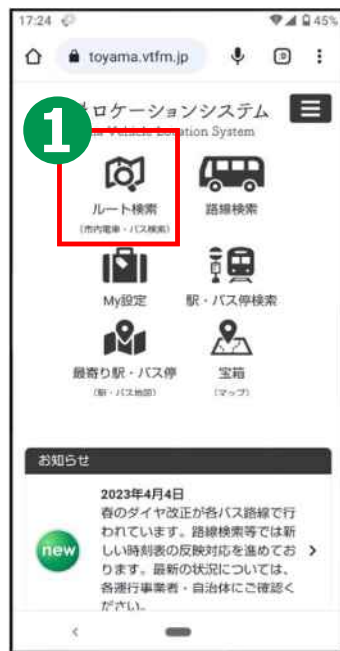 17:24 45%
toyama.vtfm.jp
ロケーションシステム
Vehicle Location System
1
ルート検索 路線検索
(市内電車・バス検索)
My設定 駅・バス停検索
最寄り駅・バス停 宝箱
(駅・バス地図) (マップ)
お知らせ
2023年4月4日
春のダイヤ改正が各バス路線で行
われています。路線検索等では新
new しい時刻表の反映対応を進めてお
ります。最新の状況については、
各運行事業者・自治体にご確認く
ださい。